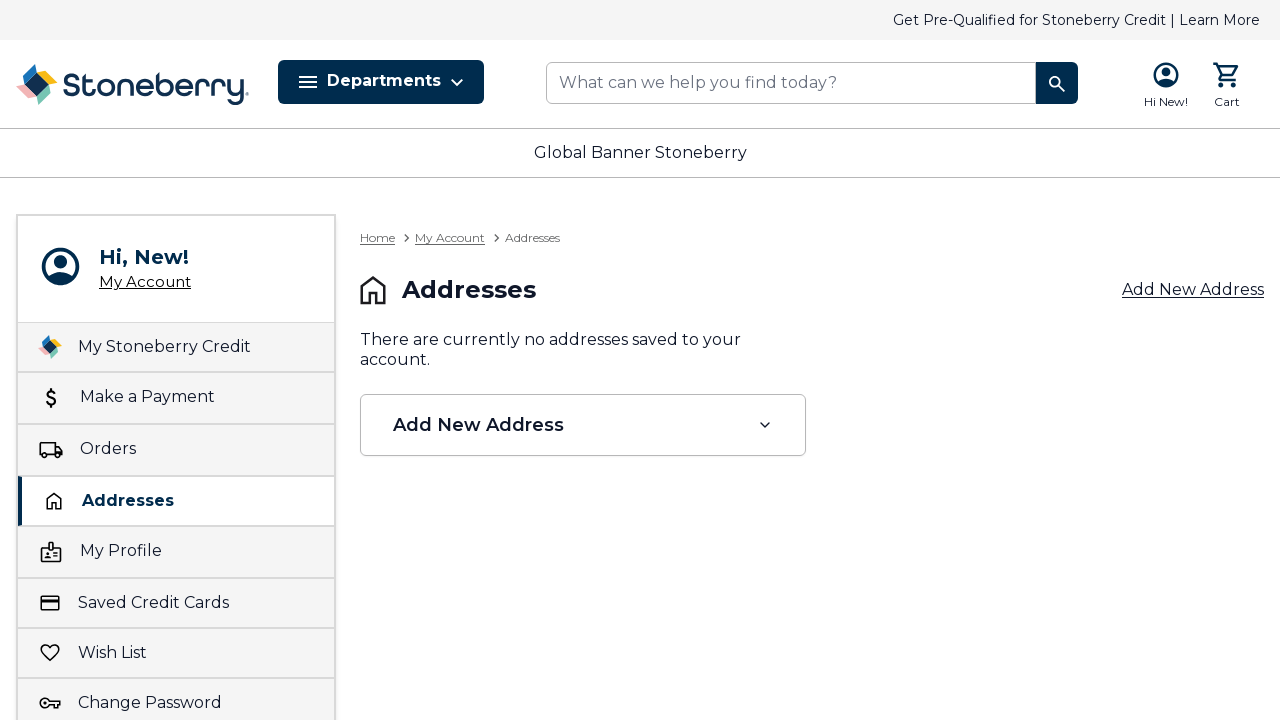 Get Pre-Qualified for Stoneberry Credit | Learn More
Stoneberry
Departments
What can we help you find today?
Hi New!
Cart
Global Banner Stoneberry
Hi, New!
My Account
My Stoneberry Credit
Make a Payment
Orders
Addresses
My Profile
Saved Credit Cards
Wish List
Change Password
Home
My Account
Addresses
Addresses
Add New Address
There are currently no addresses saved to your
account.
Add New Address